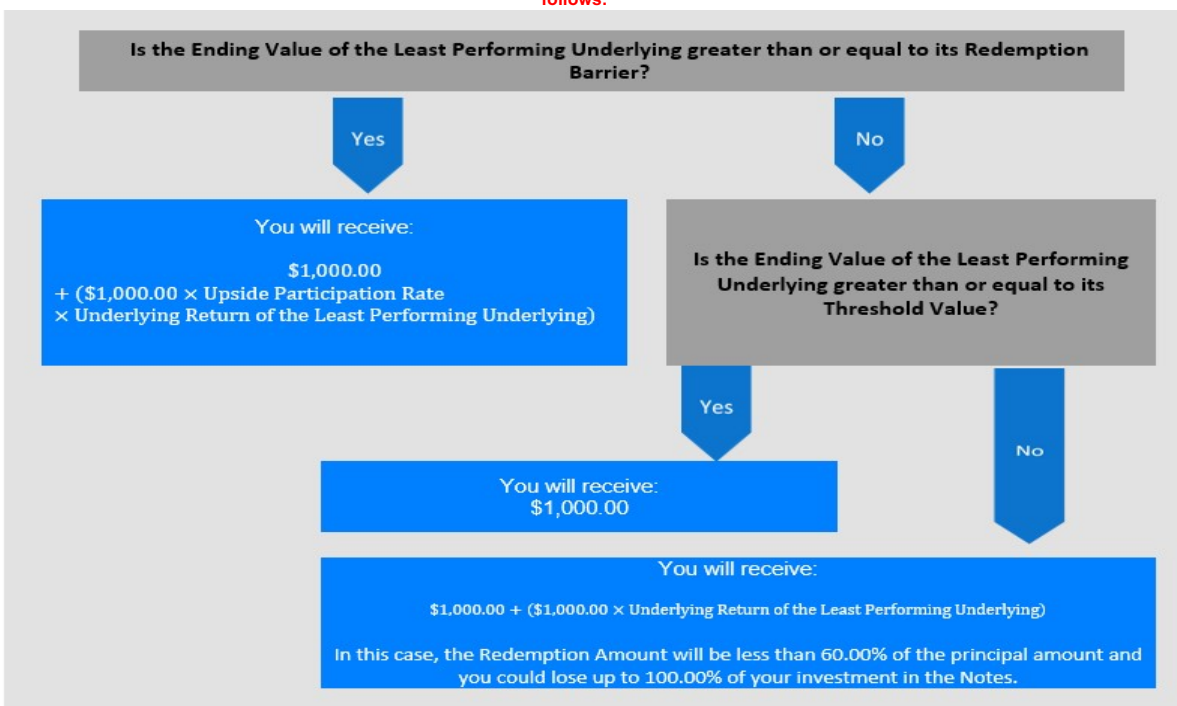 follows:
Is the Ending Value of the Least Performing Underlying greater than or equal to its Redemption
Barrier?
Yes
No
You will receive:
$1,000.00
+ ($1,000.00 × Upside Participation Rate
× Underlying Return of the Least Performing Underlying)
Is the Ending Value of the Least Performing
Underlying greater than or equal to its
Threshold Value?
Yes
No
You will receive:
$1,000.00
You will receive:
$1,000.00 + ($1,000.00 × Underlying Return of the Least Performing Underlying)
In this case, the Redemption Amount will be less than 60.00% of the principal amount and
you could lose up to 100.00% of your investment in the Notes.